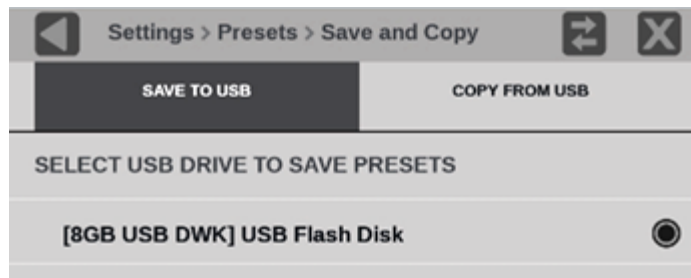 Settings > Presets > Save and Copy
SAVE TO USB
COPY FROM USB
SELECT USB DRIVE TO SAVE PRESETS
[8GB USB DWK] USB Flash Disk